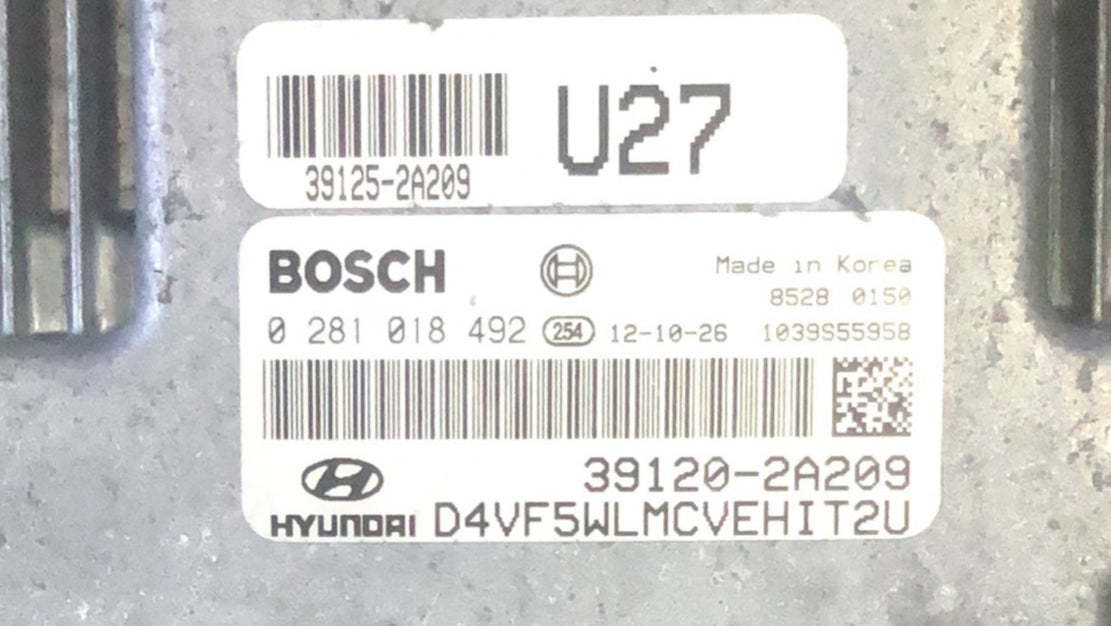 U27
39125-2A209
BOSCH
Made in Korea
8528 0150
0 281 018 492 254 12-10-26 1039S55958
39120-2A209
HYUNDAI D4VF5WLMCVEHIT2U